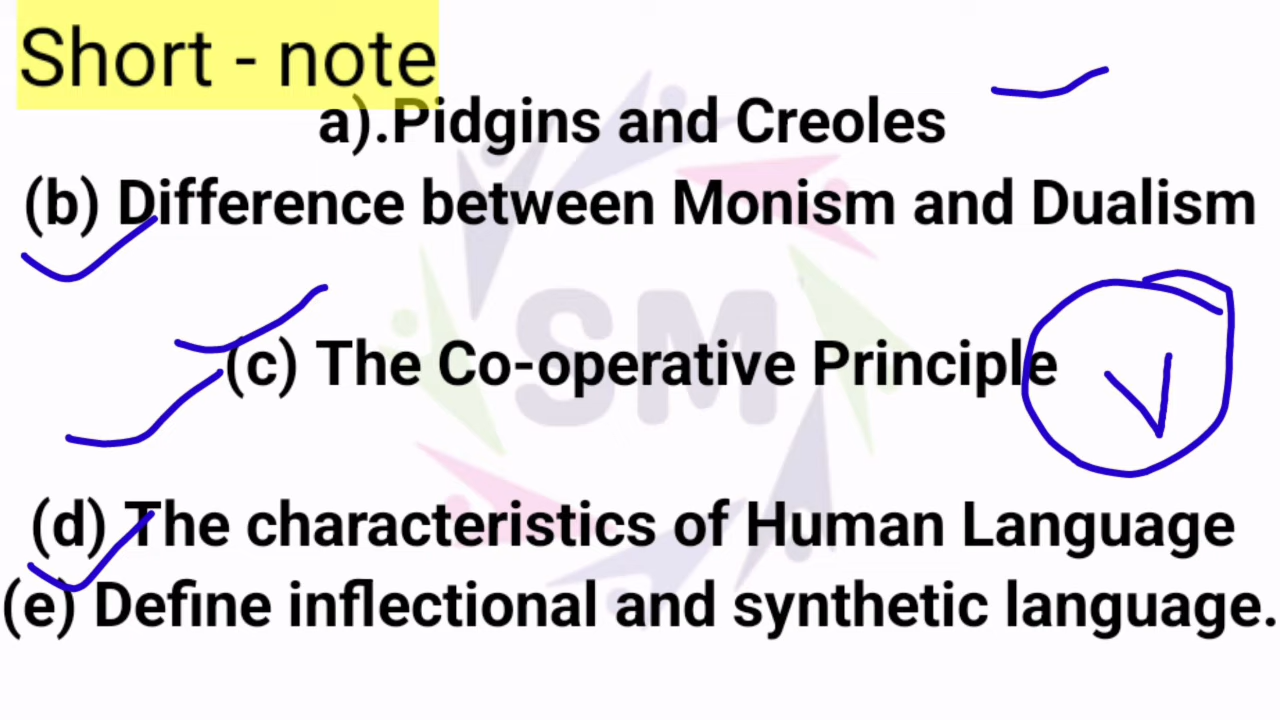 Short - note
a).Pidgins and Creoles
(b) Difference between Monism and Dualism
(c) The Co-operative Principle
SM
(d) The characteristics of Human Language
(e) Define inflectional and synthetic language.